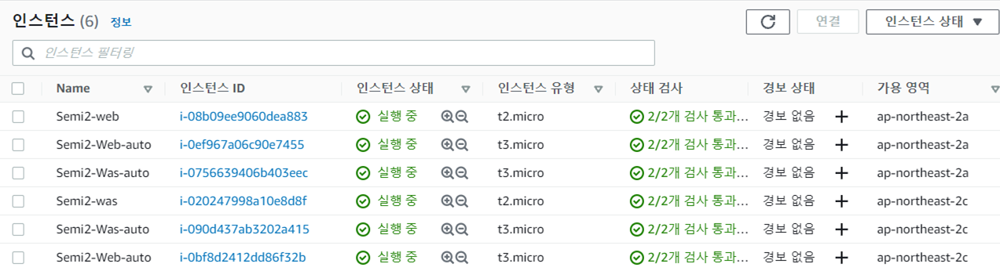 인스턴스 (6) 정보
연결
인스턴스 상태
인스턴스 필터링
Name 인스턴스 ID 인스턴스 상태 인스턴스 유형 상태 검사 경보 상태 가용 영역
Semi2-web i-08b09ee9060dea883 실행 중 t2.micro 2/2개 검사 통과... 경보 없음 + ap-northeast-2a
Semi2-Web-auto i-0ef967a06c90e7455 실행 중 t3.micro 2/2개 검사 통과... 경보 없음 + ap-northeast-2a
Semi2-Was-auto i-0756639406b403eec 실행 중 t3.micro 2/2개 검사 통과... 경보 없음 + ap-northeast-2a
Semi2-was i-020247998a10e8d8f 실행 중 t2.micro 2/2개 검사 통과... 경보 없음 + ap-northeast-2c
Semi2-Was-auto i-090d437ab3202a415 실행 중 t3.micro 2/2개 검사 통과... 경보 없음 + ap-northeast-2c
Semi2-Web-auto i-0bf8d2412dd86f32b 실행 중 t3.micro 2/2개 검사 통과... 경보 없음 + ap-northeast-2c